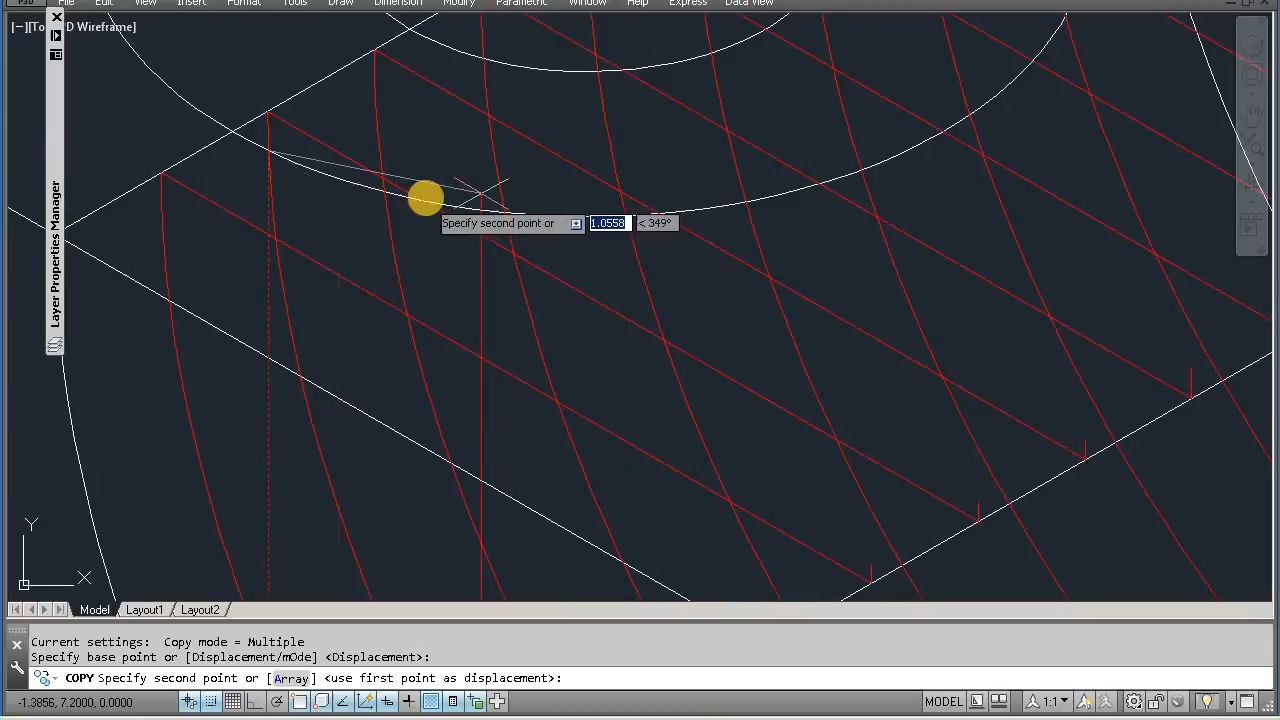 File Edit View Insert Format Tools Draw Dimension Modify Parametric Window Help Express Data View
[−][To D Wireframe]
Layer Properties Manager
Specify second point or 1.0558 < 349°
Y
X
Model Layout1 Layout2
Current settings: Copy mode = Multiple
Specify base point or [Displacement/mOde] <Displacement>:
COPY Specify second point or [Array] <use first point as displacement>:
-1.3856, 7.2000, 0.0000 MODEL 1:1